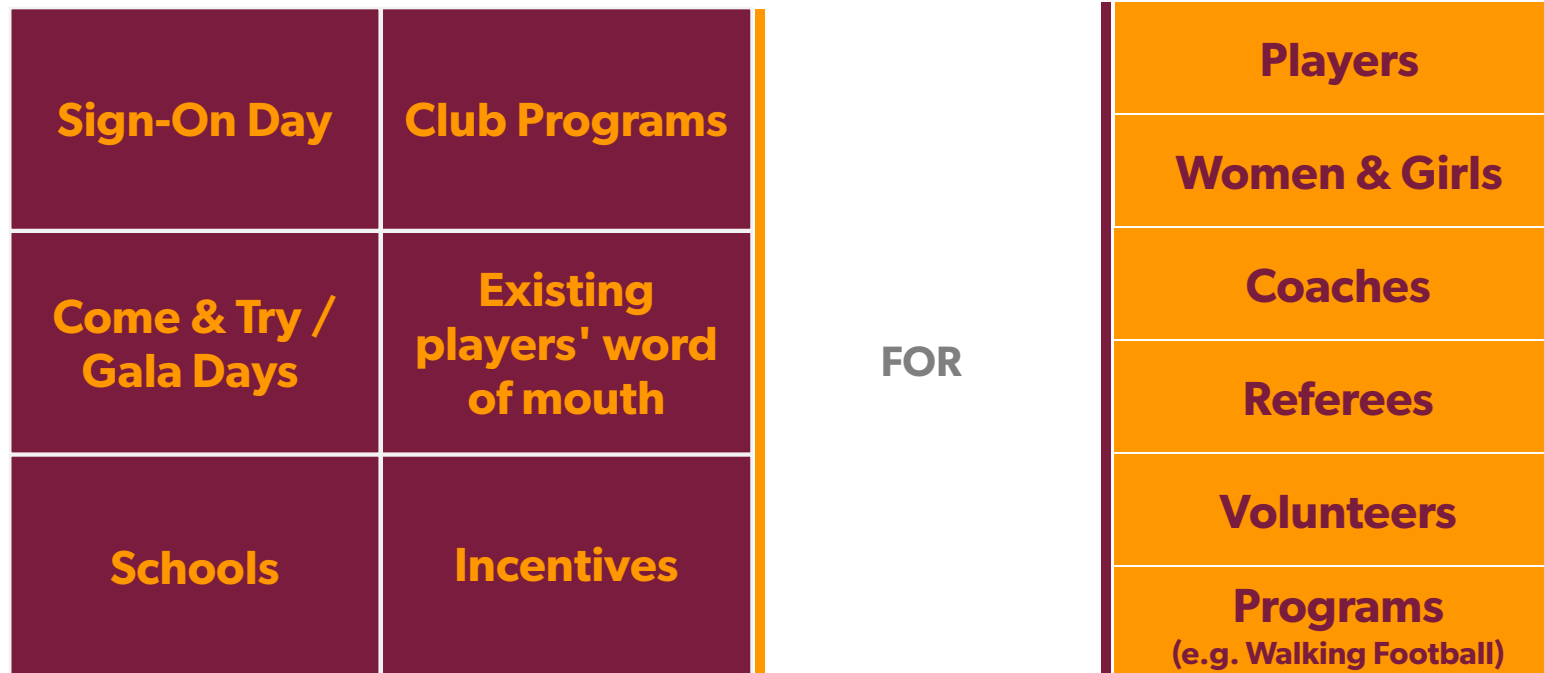 Sign-On Day
Club Programs
Come & Try /
Gala Days
Existing
players' word
of mouth
Schools
Incentives
FOR
Players
Women & Girls
Coaches
Referees
Volunteers
Programs
(e.g. Walking Football)